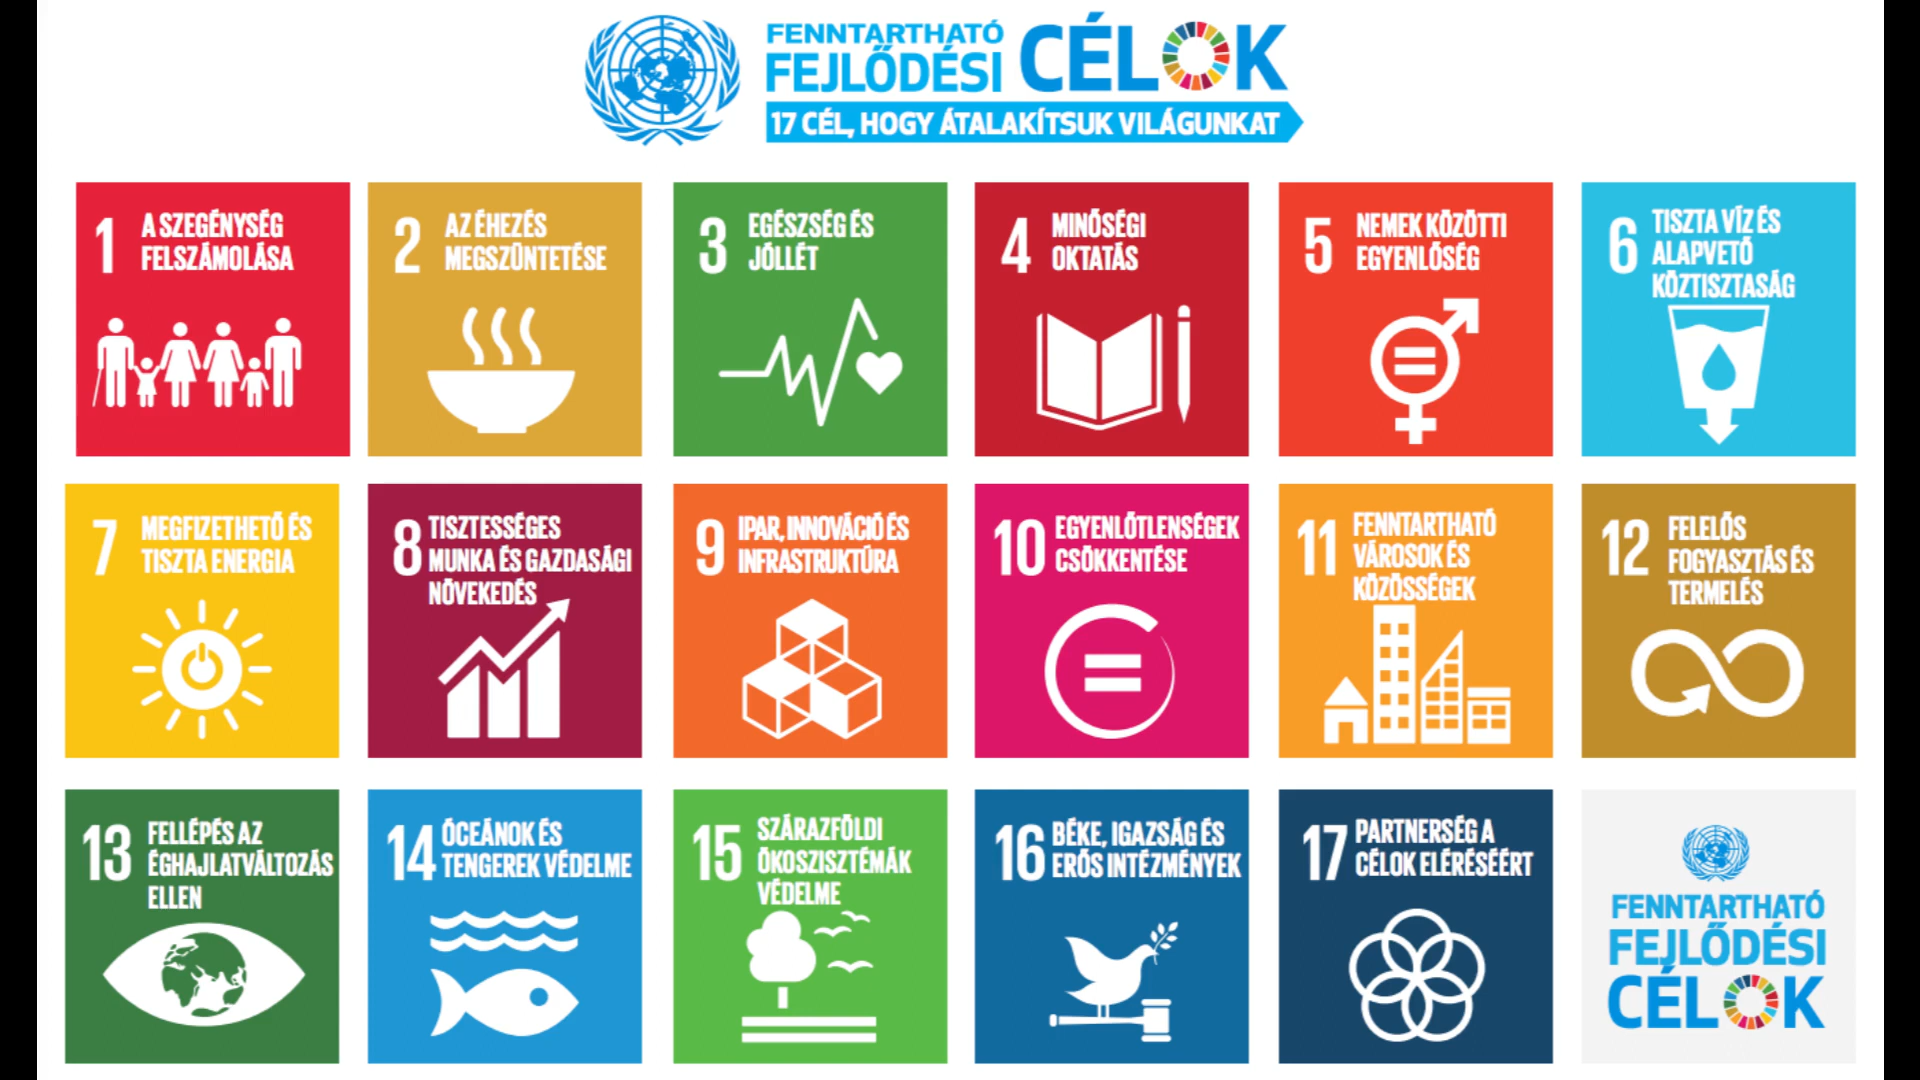 FENNTARTHATÓ
FEJLŐDÉSI CÉLOK
17 CÉL, HOGY ÁTALAKÍTSUK VILÁGUNKAT
1 A SZEGÉNYSÉG
FELSZÁMOLÁSA
2 AZ ÉHEZÉS
MEGSZÜNTETÉSE
3 EGÉSZSÉG ÉS
JÓLLÉT
4 MINŐSÉGI
OKTATÁS
5 NEMEK KÖZÖTTI
EGYENLŐSÉG
6 TISZTA VÍZ ÉS
ALAPVETŐ
KÖZTISZTASÁG
7 MEGFIZETHETŐ ÉS
TISZTA ENERGIA
8 TISZTESSÉGES
MUNKA ÉS GAZDASÁGI
NÖVEKEDÉS
9 IPAR, INNOVÁCIÓ ÉS
INFRASTRUKTÚRA
10 EGYENLŐTLENSÉGEK
CSÖKKENTÉSE
11 FENNTARTHATÓ
VÁROSOK ÉS
KÖZÖSSÉGEK
12 FELELŐS
FOGYASZTÁS ÉS
TERMELÉS
13 FELLÉPÉS AZ
ÉGHAJLATVÁLTOZÁS
ELLEN
14 ÓCEÁNOK ÉS
TENGEREK VÉDELME
15 SZÁRAZFÖLDI
ÖKOSZISZTÉMÁK
VÉDELME
16 BÉKE, IGAZSÁG ÉS
ERŐS INTÉZMÉNYEK
17 PARTNERSÉG A
CÉLOK ELÉRÉSÉÉRT
FENNTARTHATÓ
FEJLŐDÉSI
CÉLOK